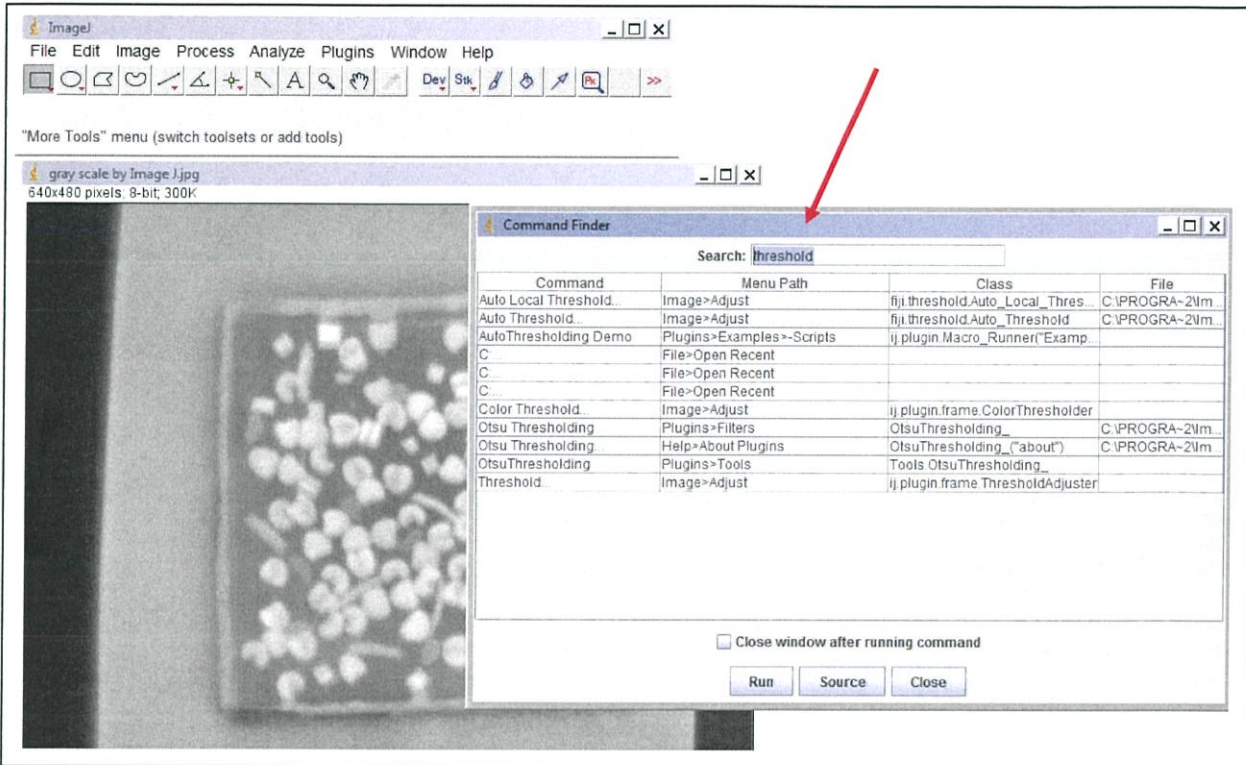 ImageJ
File Edit Image Process Analyze Plugins Window Help
Dev Stk
"More Tools" menu (switch toolsets or add tools)
gray scale by Image J.jpg
640x480 pixels; 8-bit; 300K
Command Finder
Search: threshold
Command Menu Path Class File
Auto Local Threshold... Image>Adjust fiji.threshold.Auto_Local_Thres... C:\PROGRA~2\Im...
Auto Threshold... Image>Adjust fiji.threshold.Auto_Threshold C:\PROGRA~2\Im...
AutoThresholding Demo Plugins>Examples>-Scripts ij.plugin.Macro_Runner("Examp...
C:... File>Open Recent
C:... File>Open Recent
C:... File>Open Recent
Color Threshold... Image>Adjust ij.plugin.frame.ColorThresholder
Otsu Thresholding Plugins>Filters OtsuThresholding_ C:\PROGRA~2\Im...
Otsu Thresholding... Help>About Plugins OtsuThresholding_("about") C:\PROGRA~2\Im...
OtsuThresholding Plugins>Tools Tools.OtsuThresholding_
Threshold... Image>Adjust ij.plugin.frame.ThresholdAdjuster
Close window after running command
Run Source Close